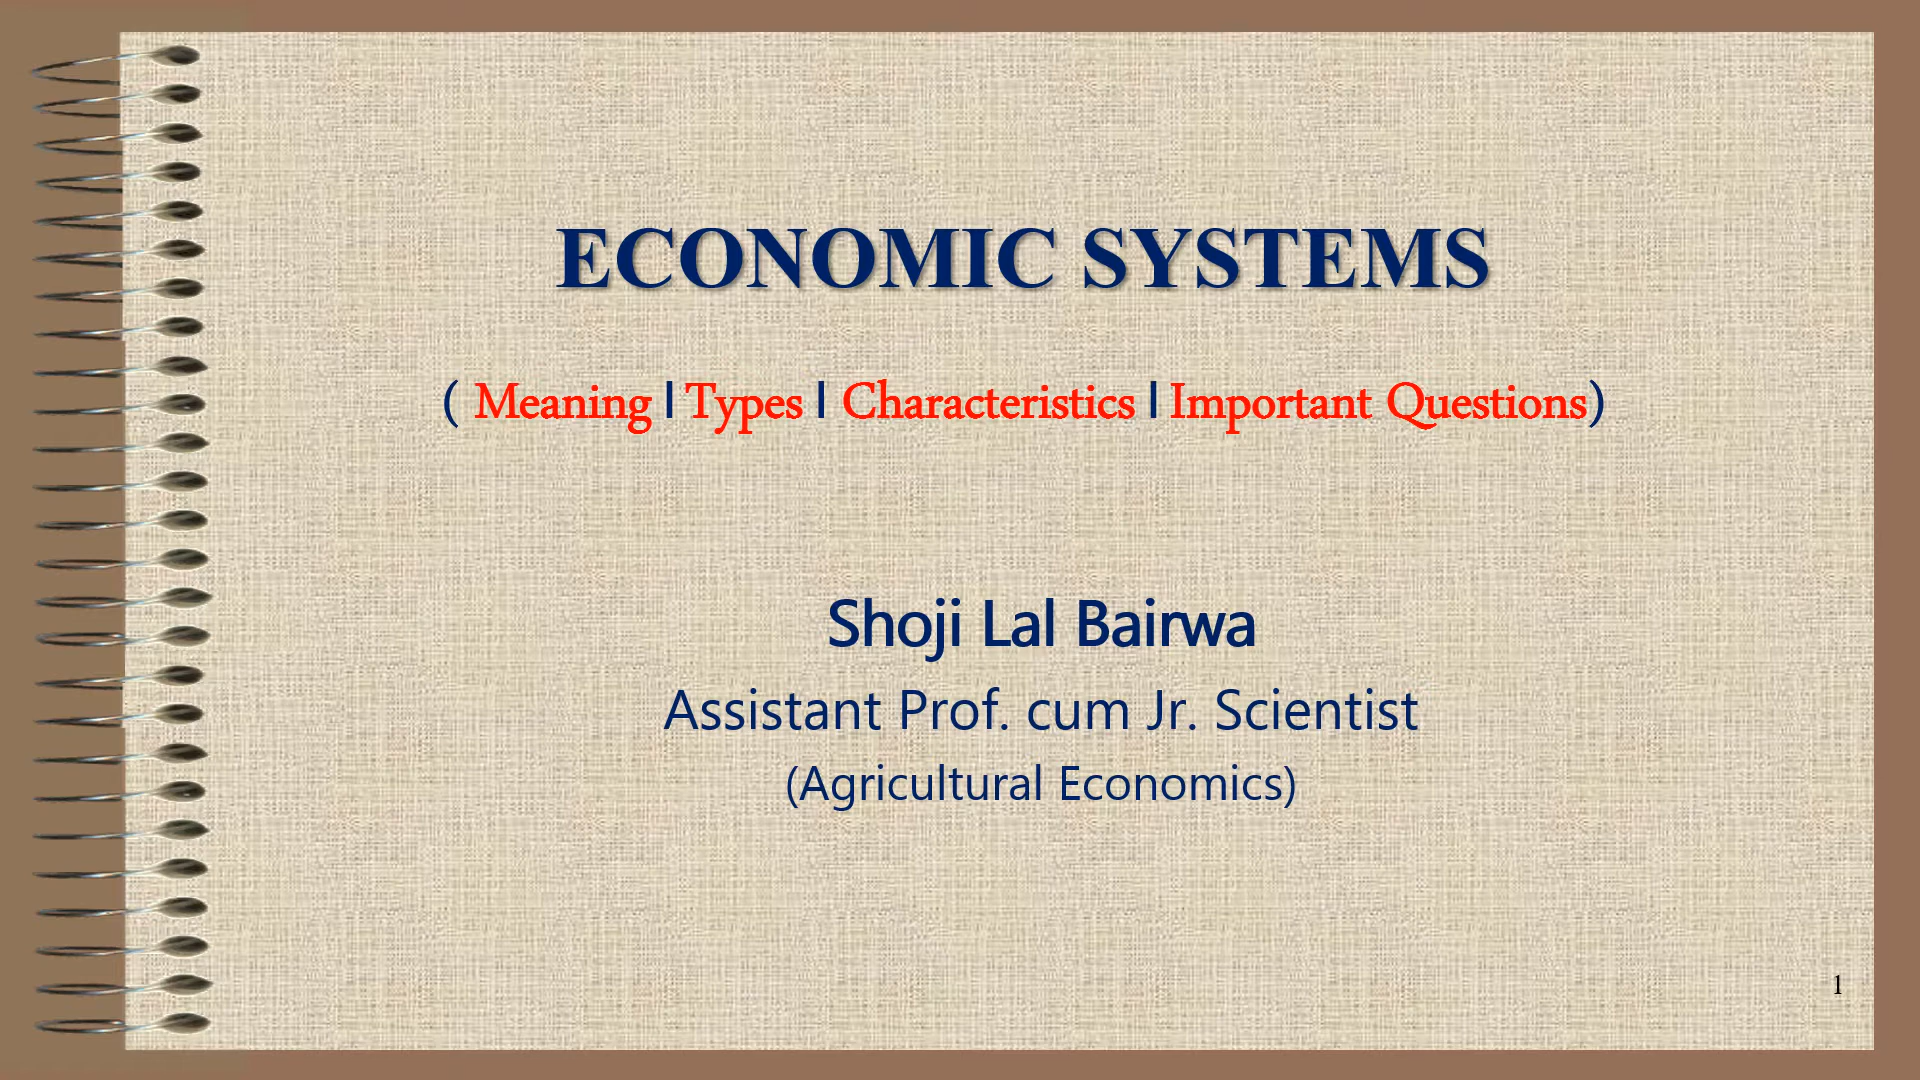 ECONOMIC SYSTEMS
( Meaning l Types l Characteristics l Important Questions)
Shoji Lal Bairwa
Assistant Prof. cum Jr. Scientist
(Agricultural Economics)
1